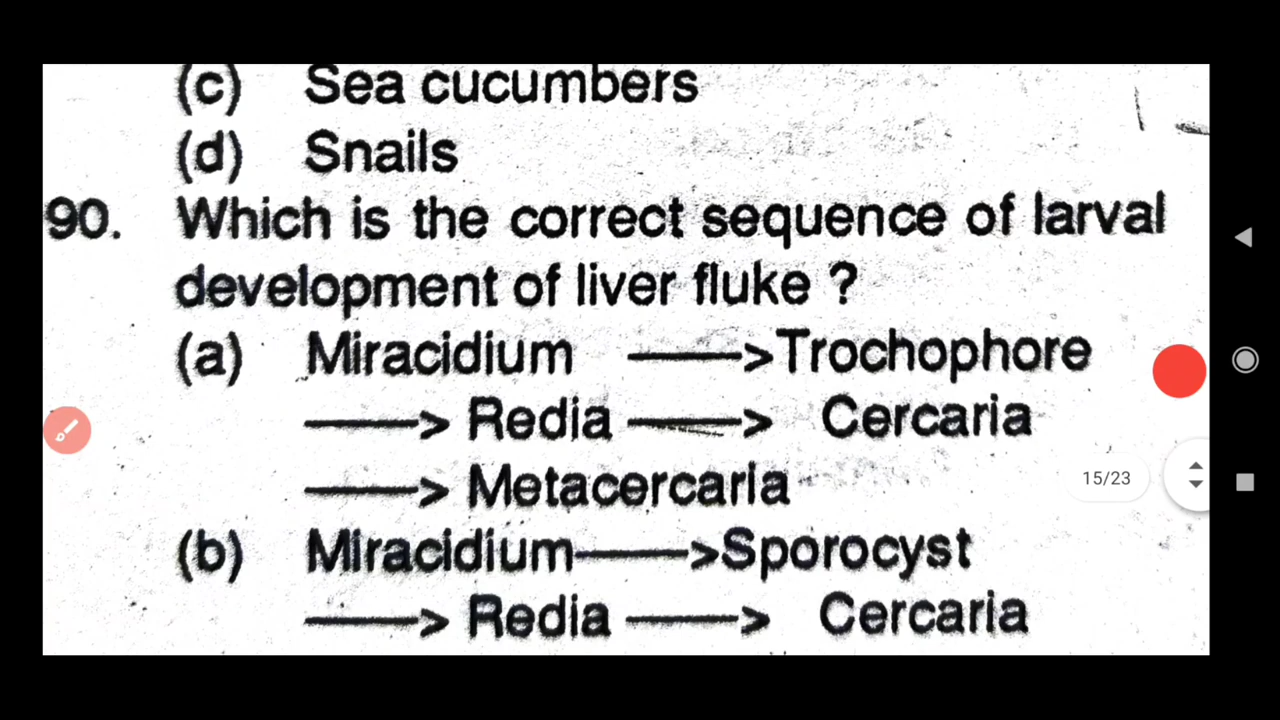 (c) Sea cucumbers
(d) Snails
90. Which is the correct sequence of larval
development of liver fluke ?
(a) Miracidium ——>Trochophore
——> Redia ——> Cercaria
——> Metacercaria
15/23
(b) Miracidium——>Sporocyst
——> Redia ——> Cercaria